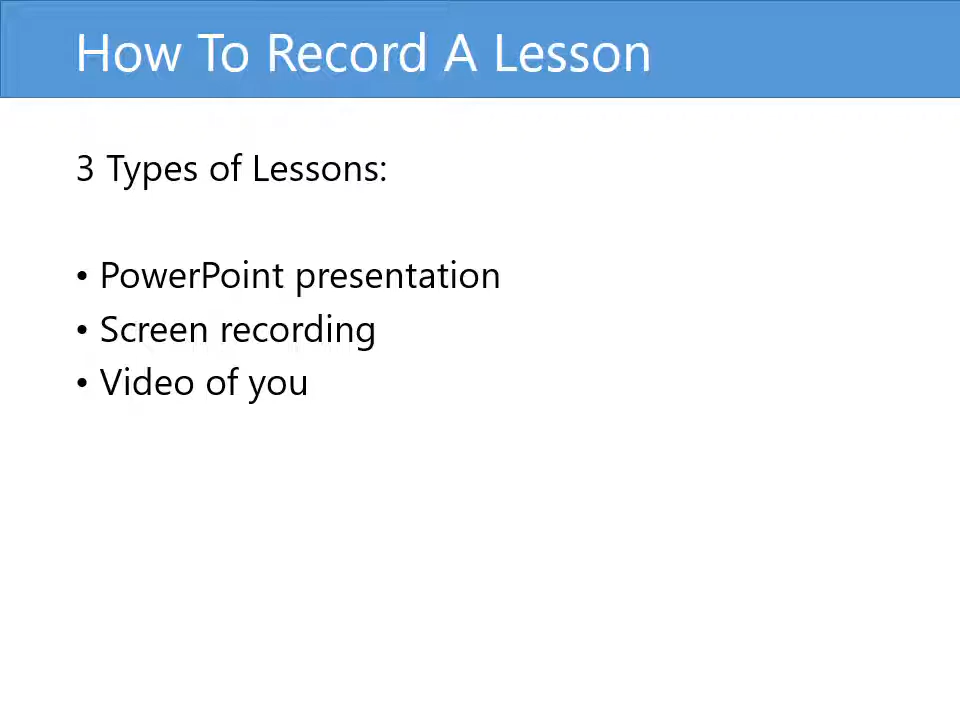 How To Record A Lesson
3 Types of Lessons:
• PowerPoint presentation
• Screen recording
• Video of you